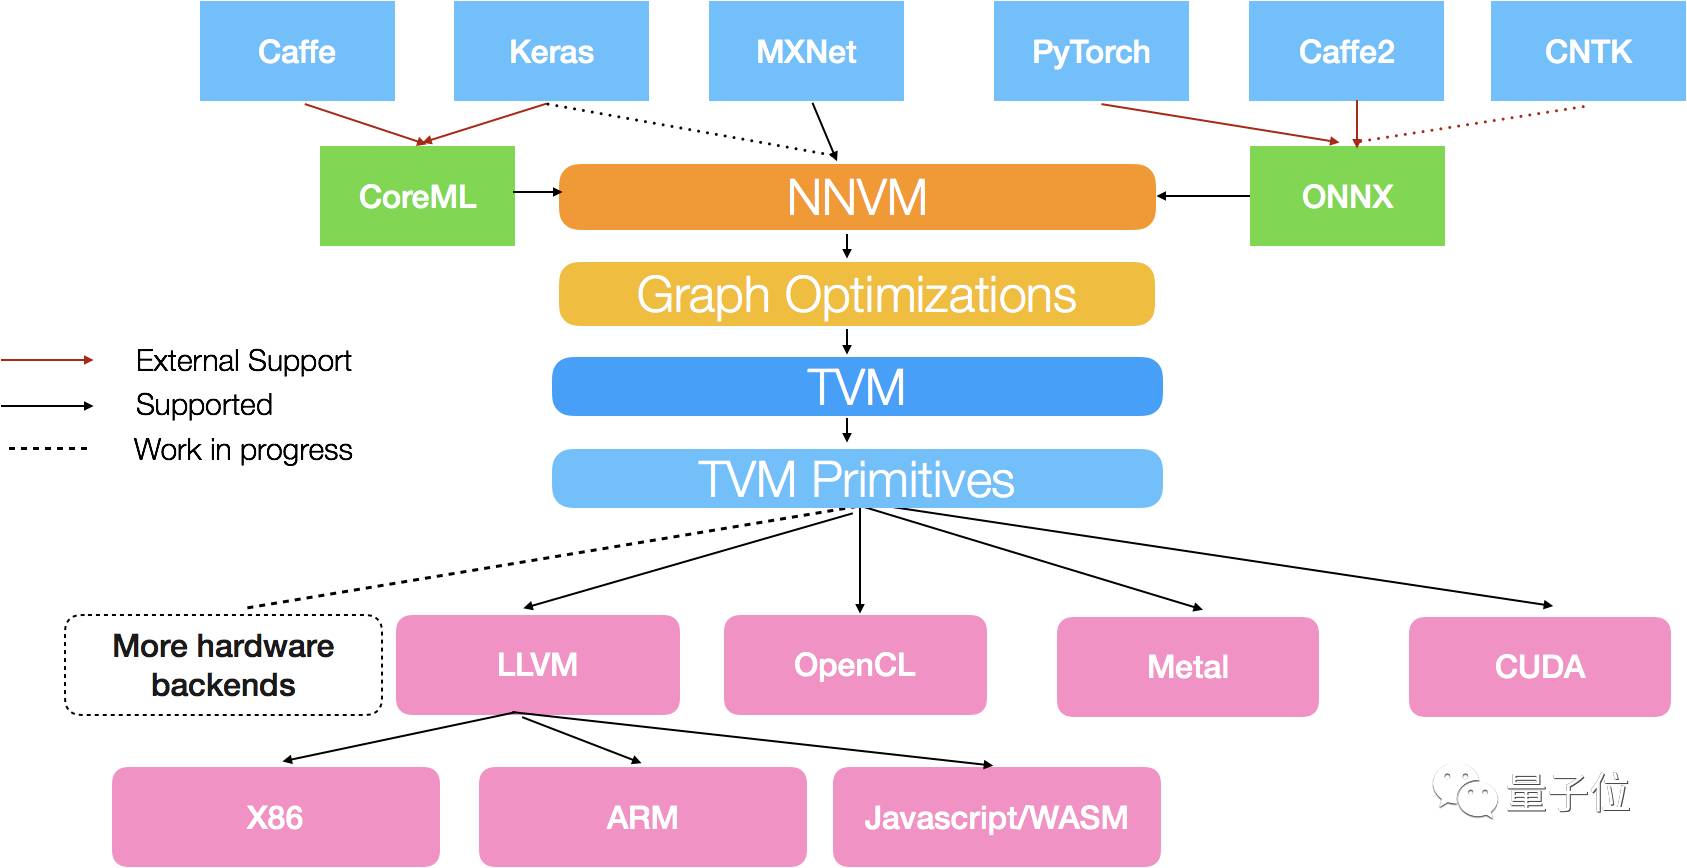 Caffe
Keras
MXNet
PyTorch
Caffe2
CNTK
CoreML
NNVM
ONNX
Graph Optimizations
External Support
Supported
Work in progress
TVM
TVM Primitives
More hardware
backends
LLVM
OpenCL
Metal
CUDA
X86
ARM
Javascript/WASM
量子位